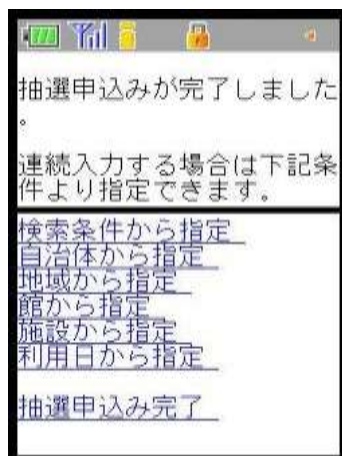 抽選申込みが完了しました
。
連続入力する場合は下記条
件より指定できます。
検索条件から指定
自治体から指定
地域から指定
館から指定
施設から指定
利用日から指定
抽選申込み完了